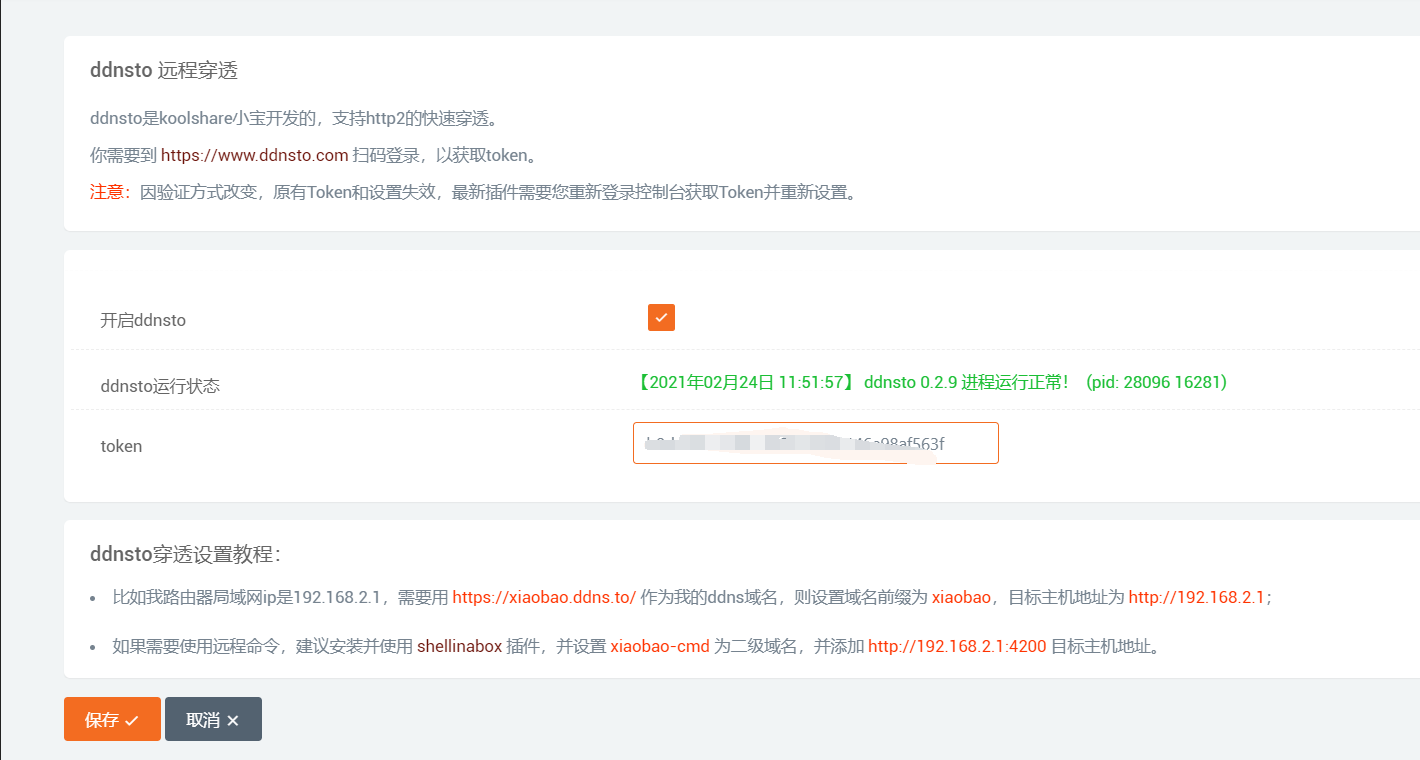 ddnsto 远程穿透
ddnsto是koolshare小宝开发的，支持http2的快速穿透。
你需要到 https://www.ddnsto.com 扫码登录，以获取token。
注意：因验证方式改变，原有Token和设置失效，最新插件需要您重新登录控制台获取Token并重新设置。
开启ddnsto
ddnsto运行状态 【2021年02月24日 11:51:57】 ddnsto 0.2.9 进程运行正常！ (pid: 28096 16281)
token
ddnsto穿透设置教程：
• 比如我路由器局域网ip是192.168.2.1，需要用 https://xiaobao.ddns.to/ 作为我的ddns域名，则设置域名前缀为 xiaobao，目标主机地址为 http://192.168.2.1；
• 如果需要使用远程命令，建议安装并使用 shellinabox 插件，并设置 xiaobao-cmd 为二级域名，并添加 http://192.168.2.1:4200 目标主机地址。
保存 取消